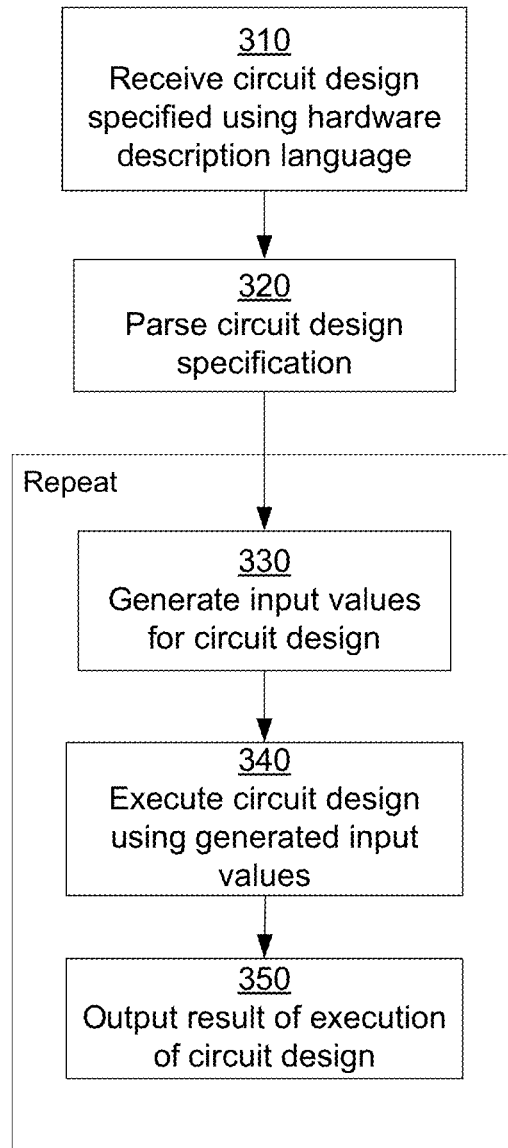 310
Receive circuit design
specified using hardware
description language
320
Parse circuit design
specification
Repeat
330
Generate input values
for circuit design
340
Execute circuit design
using generated input
values
350
Output result of execution
of circuit design